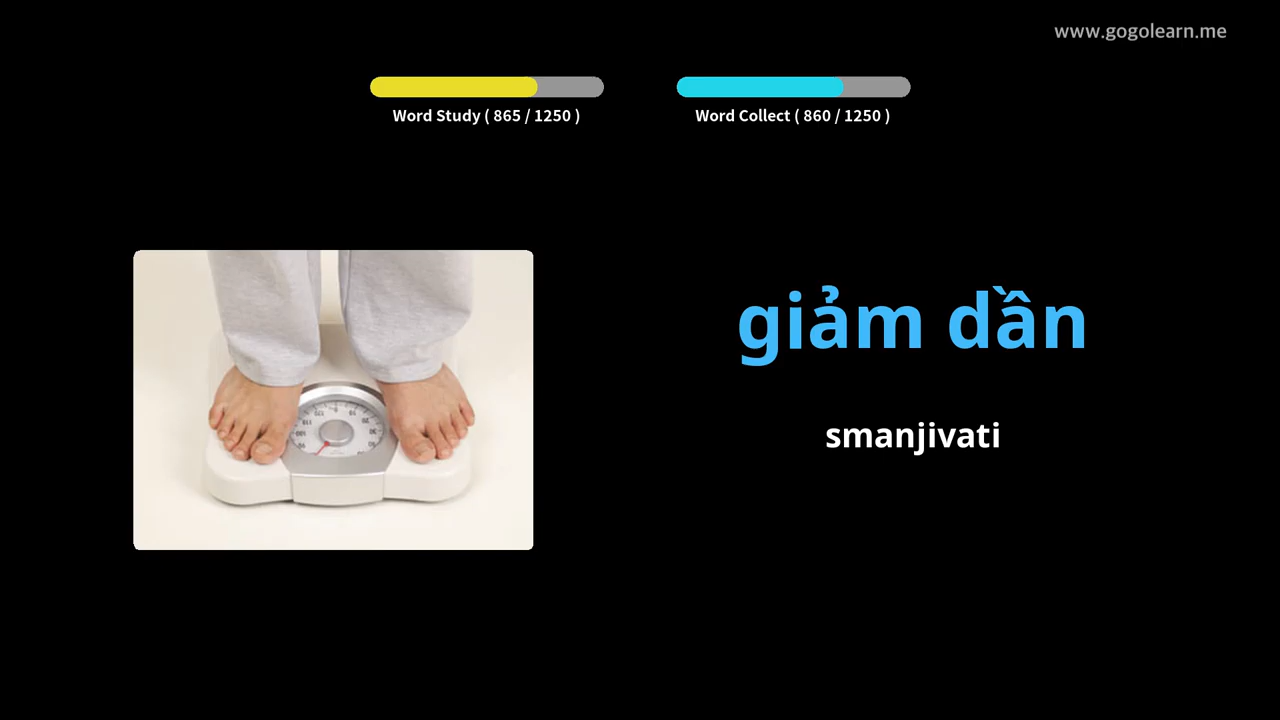 www.gogolearn.me
Word Study ( 865 / 1250 )
Word Collect ( 860 / 1250 )
giảm dần
smanjivati